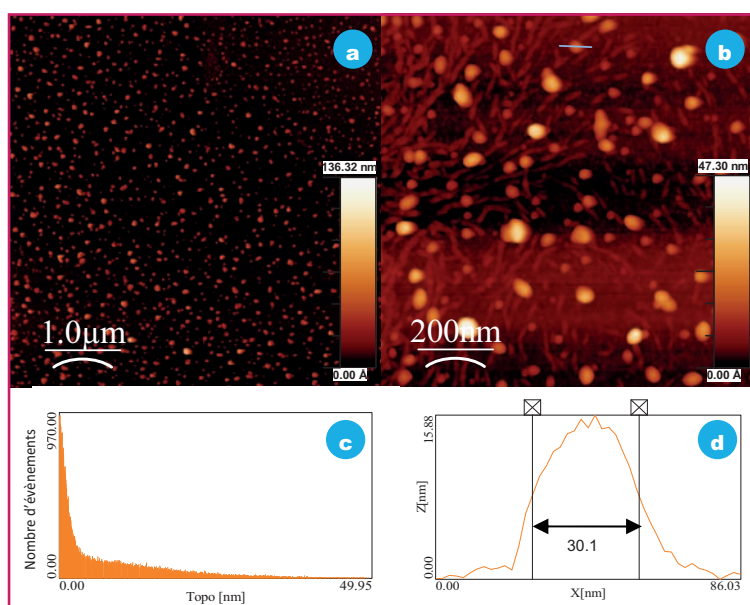 a
b
136.32 nm
47.30 nm
1.0µm
200nm
0.00 Å
0.00 Å
c
Nombre d'évènements
970.00
0.00
0.00
49.95
Topo [nm]
d
Z[nm]
15.88
0.00
30.1
0.00
86.03
X[nm]